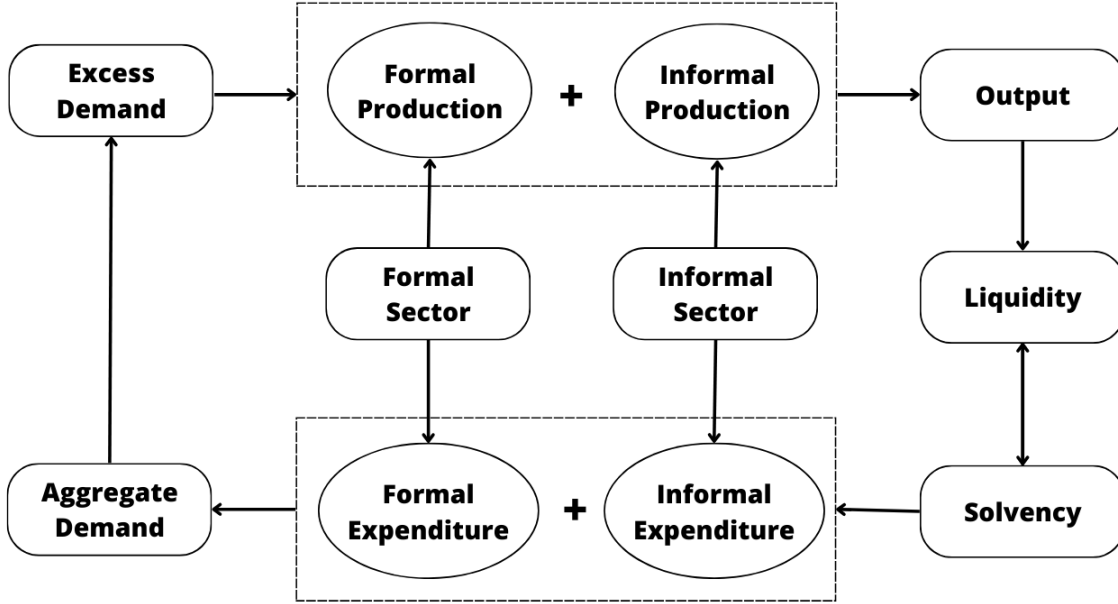 Excess
Demand
Formal
Production
+
Informal
Production
Output
Formal
Sector
Informal
Sector
Liquidity
Aggregate
Demand
Formal
Expenditure
+
Informal
Expenditure
Solvency